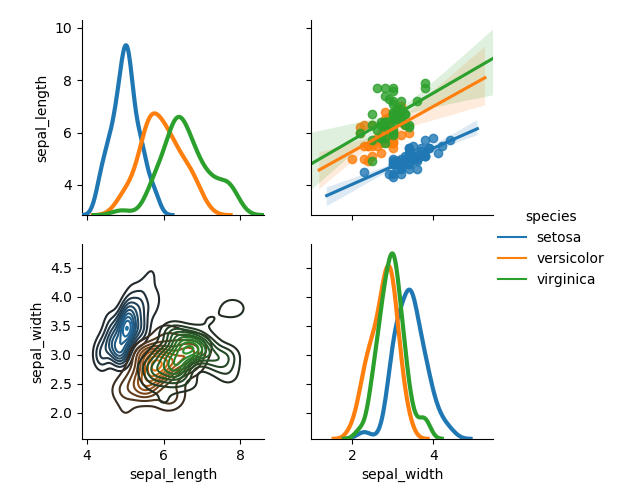 10
8
6
4
sepal_length
species
setosa
versicolor
virginica
4.5
4.0
3.5
3.0
2.5
2.0
sepal_width
4 6 8
sepal_length
2 4
sepal_width